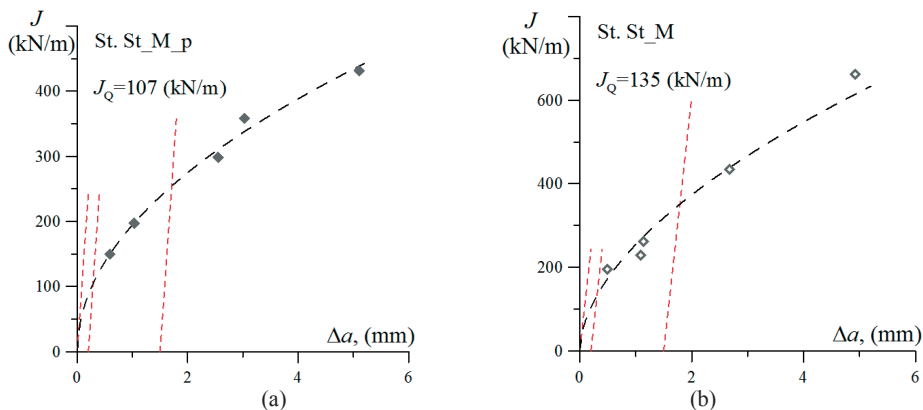 J
(kN/m)
St. St_M_p
J_Q=107 (kN/m)
400
300
200
100
0
0
2
4
6
Δa, (mm)
(a)
J
(kN/m)
St. St_M
J_Q=135 (kN/m)
600
400
200
0
0
2
4
6
Δa, (mm)
(b)